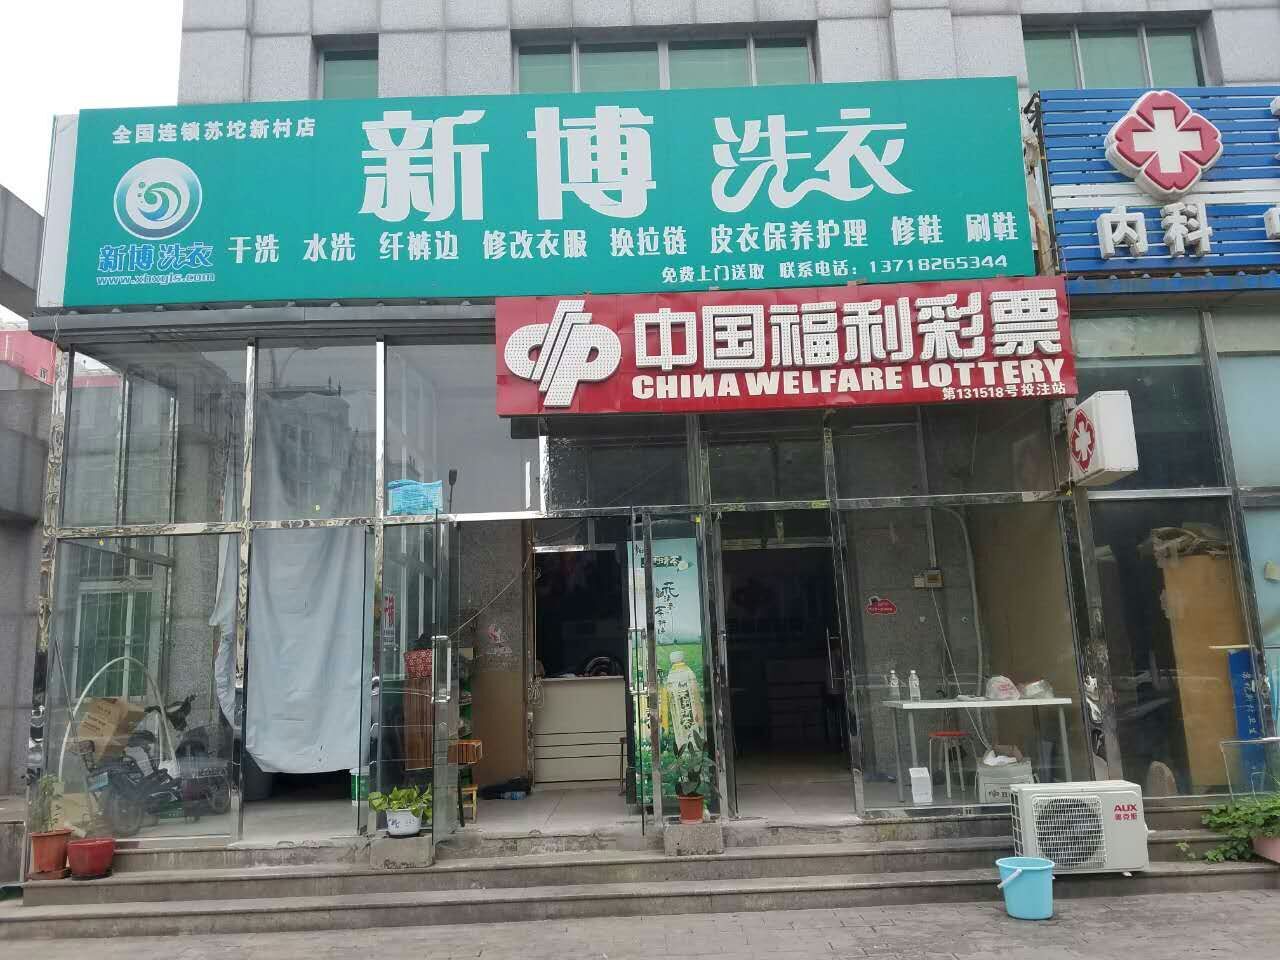 全国连锁苏坨新村店
新博洗衣
新博洗衣
www.xbxgls.com
干洗 水洗 纤裤边 修改衣服 换拉链 皮衣保养护理 修鞋 刷鞋
免费上门送取 联系电话：13718265344
中国福利彩票
CHINA WELFARE LOTTERY
第131518号投注站
内科
AUX
奥克斯